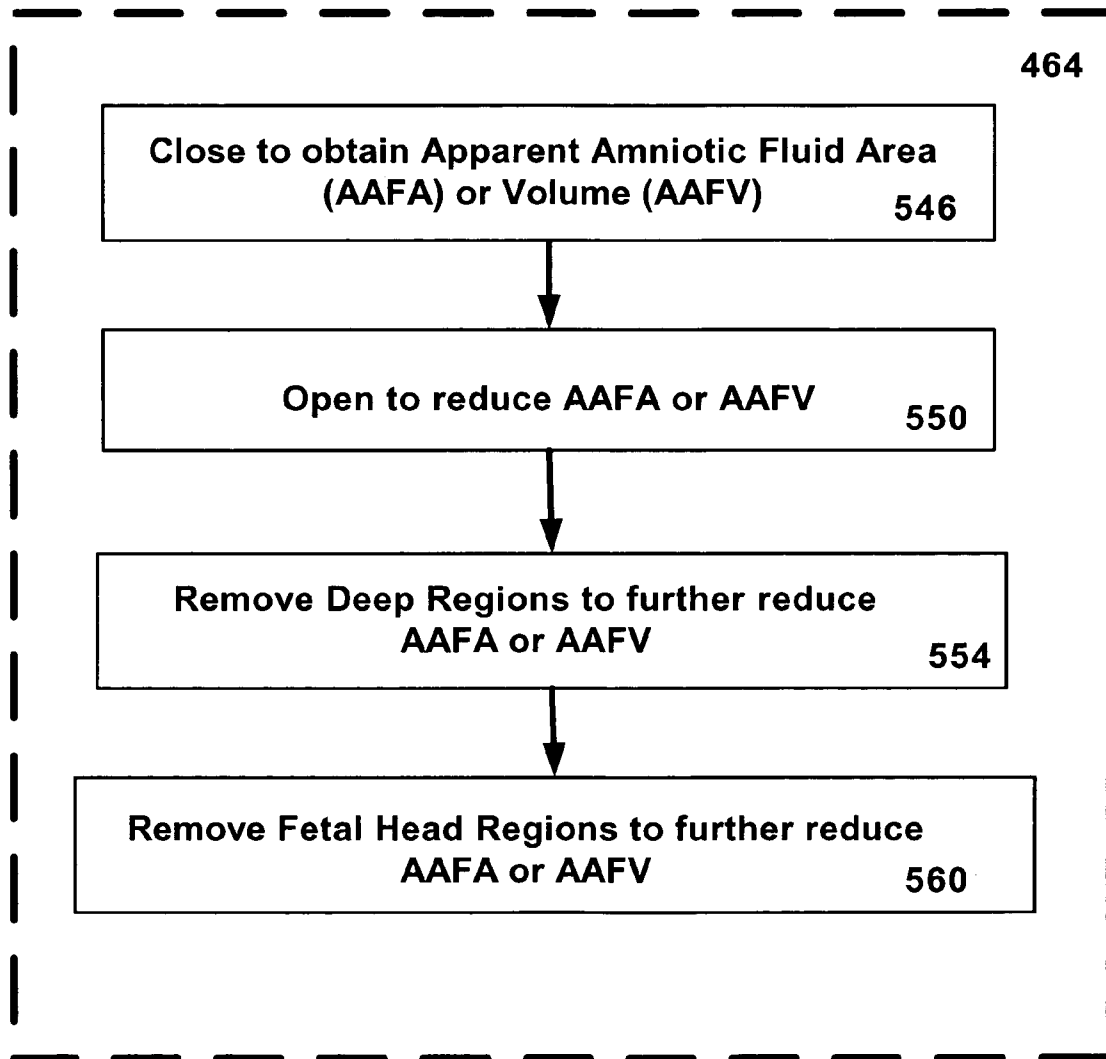 464
Close to obtain Apparent Amniotic Fluid Area
(AAFA) or Volume (AAFV)
546
Open to reduce AAFA or AAFV
550
Remove Deep Regions to further reduce
AAFA or AAFV
554
Remove Fetal Head Regions to further reduce
AAFA or AAFV
560